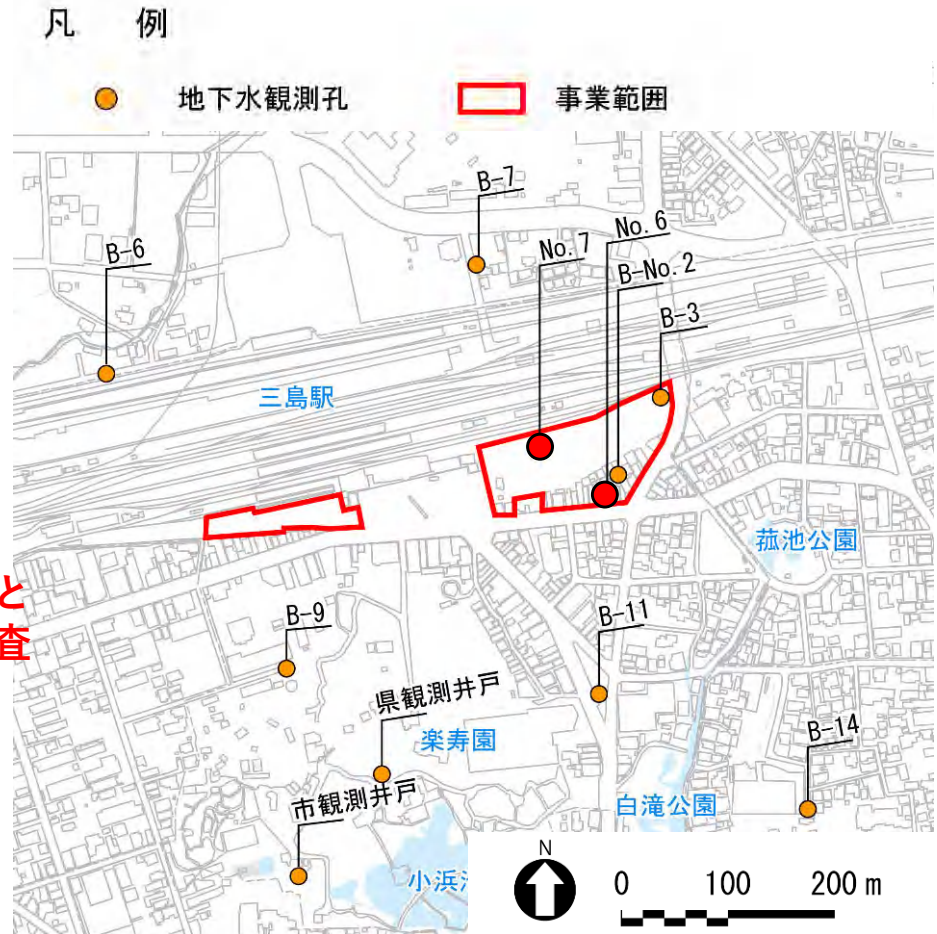 凡 例
地下水観測孔
事業範囲
B-7
No.6
B-6
No.7
B-No.2
B-3
三島駅
菰池公園
と
査
B-9
B-11
県観測井戸
楽寿園
B-14
市観測井戸
白滝公園
小浜
N
0 100 200 m